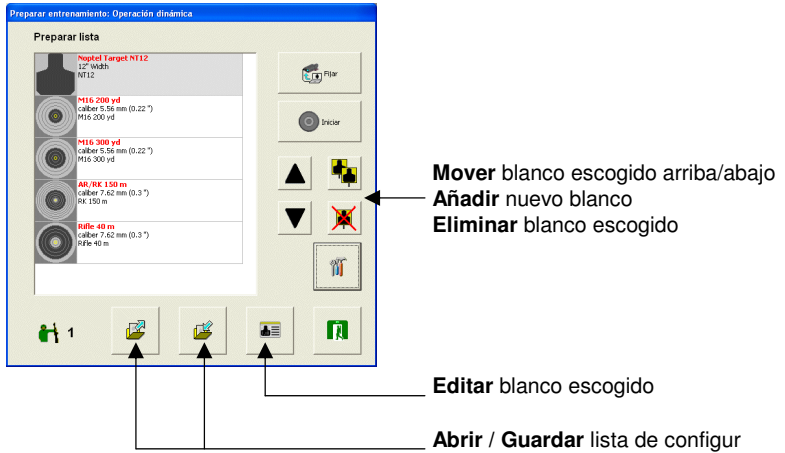 Preparar entrenamiento: Operación dinámica
Preparar lista
Noptel Target NT12
12" Width
NT12
M16 200 yd
caliber 5.56 mm (0.22 ")
M16 200 yd
M16 300 yd
caliber 5.56 mm (0.22 ")
M16 300 yd
AR/RK 150 m
caliber 7.62 mm (0.3 ")
RK 150 m
Rifle 40 m
caliber 7.62 mm (0.3 ")
Rifle 40 m
Fijar
Iniciar
Mover blanco escogido arriba/abajo
Añadir nuevo blanco
Eliminar blanco escogido
1
Editar blanco escogido
Abrir / Guardar lista de configur